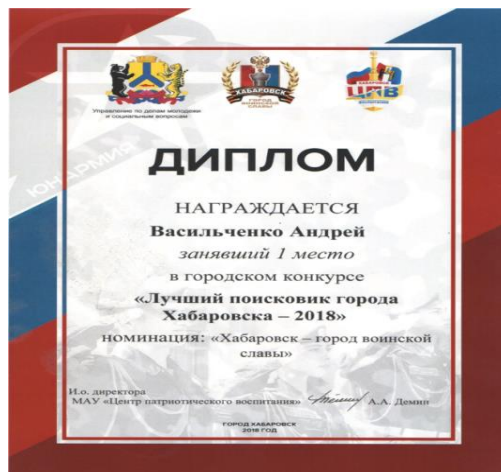 Управление по делам молодежи
и социальным вопросам
ХАБАРОВСК
ГОРОД
ВОИНСКОЙ
СЛАВЫ
ХАБАРОВСК
ЦПВ
ЮНАРМИЯ
ДИПЛОМ
НАГРАЖДАЕТСЯ
Васильченко Андрей
занявший 1 место
в городском конкурсе
«Лучший поисковик города
Хабаровска – 2018»
номинация: «Хабаровск – город воинской
славы»
И.о. директора
МАУ «Центр патриотического воспитания»
А.А. Демин
ГОРОД ХАБАРОВСК
2018 ГОД